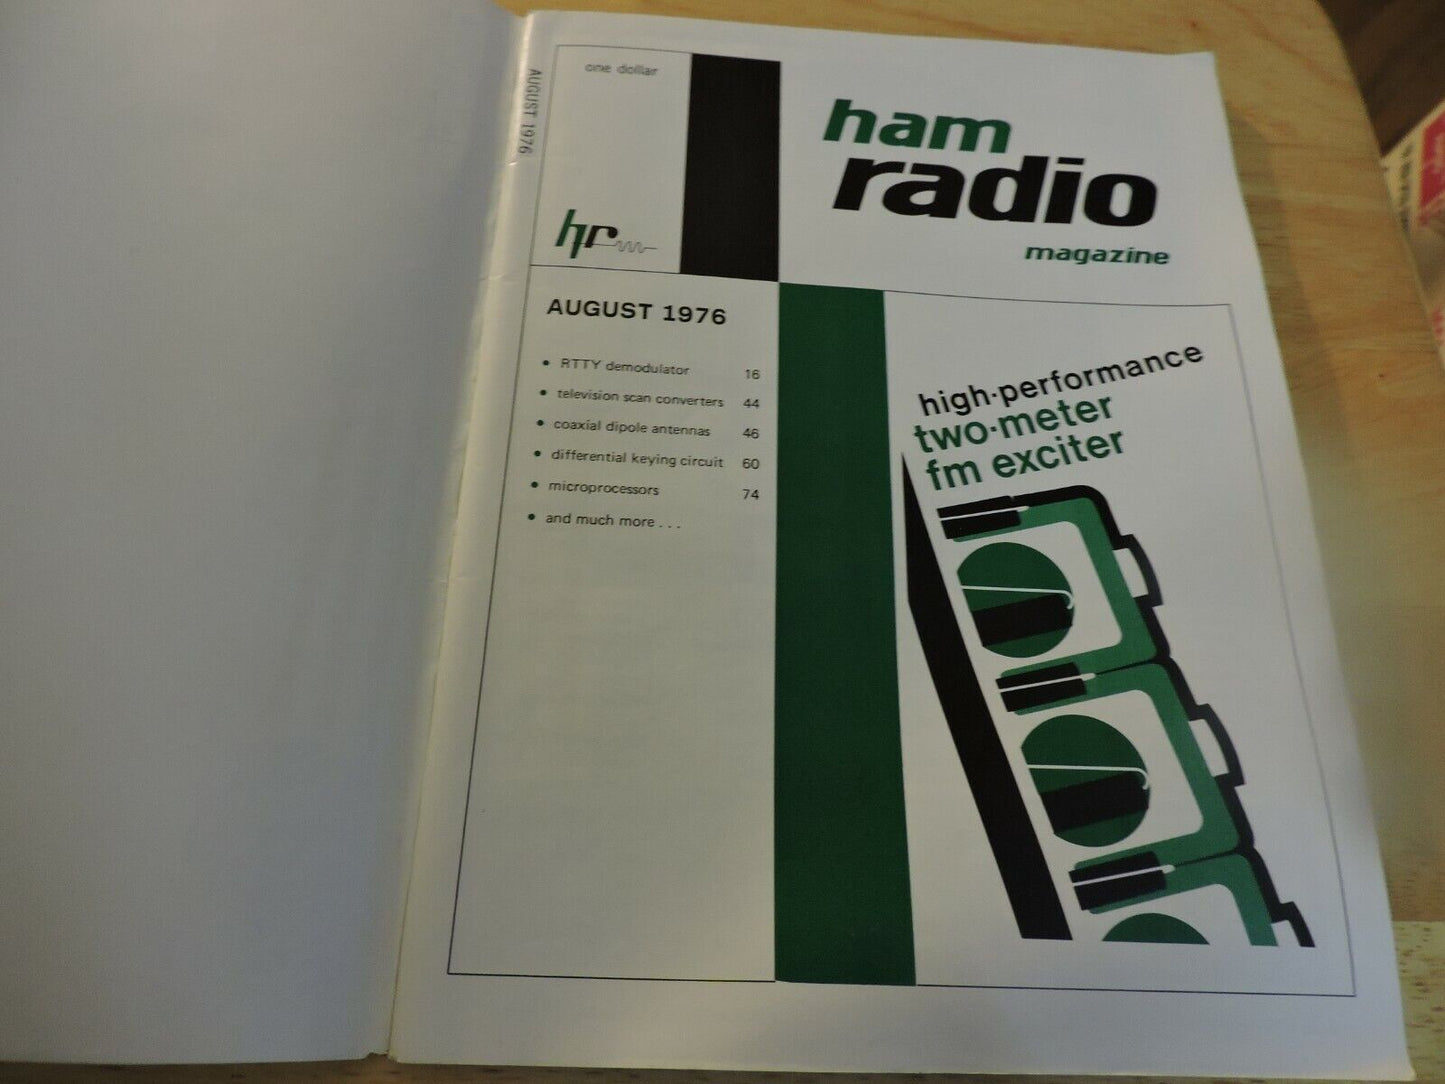 AUGUST 1976
one dollar
hr
ham
radio
magazine
AUGUST 1976
• RTTY demodulator 16
• television scan converters 44
• coaxial dipole antennas 46
• differential keying circuit 60
• microprocessors 74
• and much more . . .
high-performance
two-meter
fm exciter